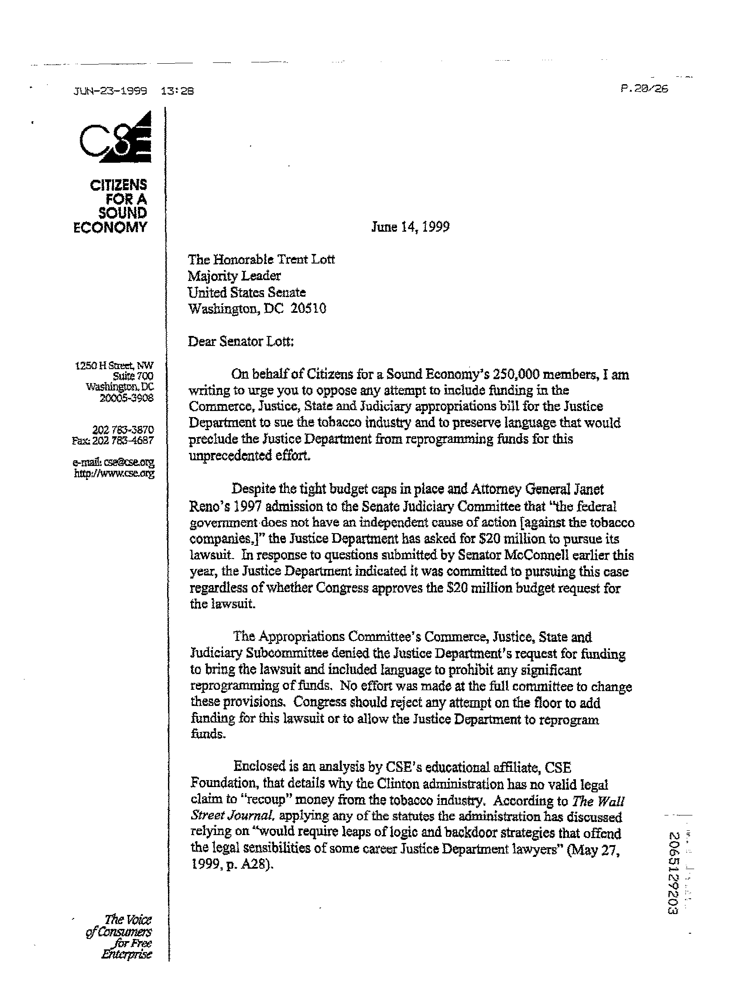 JUN-23-1999 13:28
P.20/26
CSE
CITIZENS
FOR A
SOUND
ECONOMY
June 14, 1999
The Honorable Trent Lott
Majority Leader
United States Senate
Washington, DC 20510
Dear Senator Lott:
1250 H Street, NW
Suite 700
Washington, DC
20005-3908
202 783-3870
Fax: 202 783-4687
e-mail: cse@cse.org
http://www.cse.org
On behalf of Citizens for a Sound Economy's 250,000 members, I am
writing to urge you to oppose any attempt to include funding in the
Commerce, Justice, State and Judiciary appropriations bill for the Justice
Department to sue the tobacco industry and to preserve language that would
preclude the Justice Department from reprogramming funds for this
unprecedented effort.
Despite the tight budget caps in place and Attorney General Janet
Reno's 1997 admission to the Senate Judiciary Committee that "the federal
government does not have an independent cause of action [against the tobacco
companies,]" the Justice Department has asked for $20 million to pursue its
lawsuit. In response to questions submitted by Senator McConnell earlier this
year, the Justice Department indicated it was committed to pursuing this case
regardless of whether Congress approves the $20 million budget request for
the lawsuit.
The Appropriations Committee's Commerce, Justice, State and
Judiciary Subcommittee denied the Justice Department's request for funding
to bring the lawsuit and included language to prohibit any significant
reprogramming of funds. No effort was made at the full committee to change
these provisions. Congress should reject any attempt on the floor to add
funding for this lawsuit or to allow the Justice Department to reprogram
funds.
Enclosed is an analysis by CSE's educational affiliate, CSE
Foundation, that details why the Clinton administration has no valid legal
claim to "recoup" money from the tobacco industry. According to The Wall
Street Journal, applying any of the statutes the administration has discussed
relying on "would require leaps of logic and backdoor strategies that offend
the legal sensibilities of some career Justice Department lawyers" (May 27,
1999, p. A28).
2065129203
The Voice
of Consumers
for Free
Enterprise